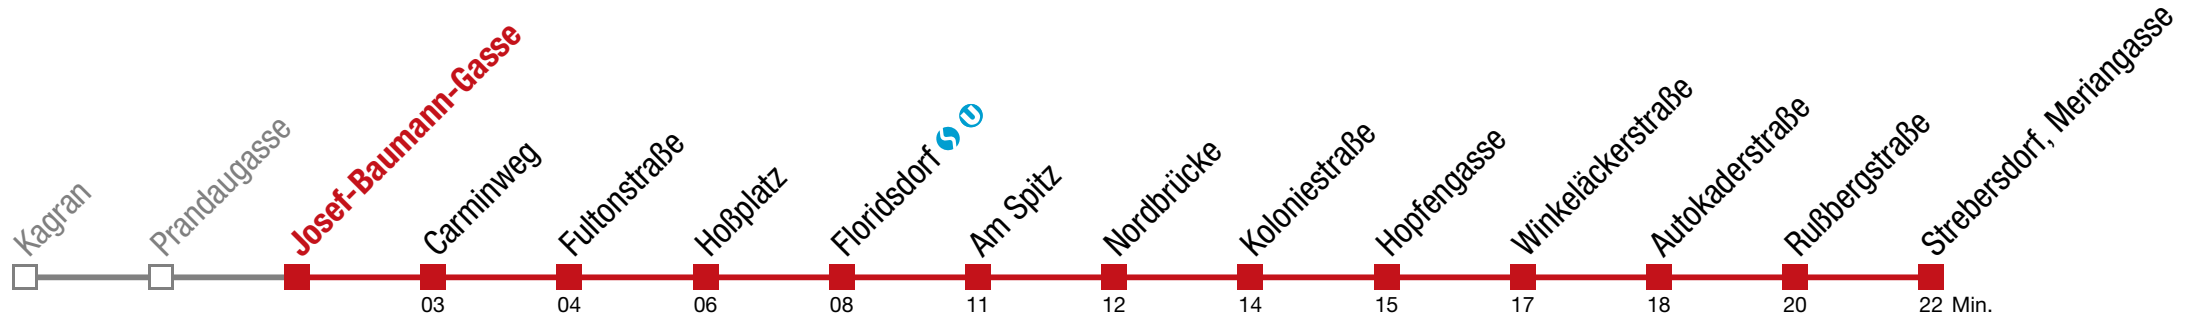 Kagran
Prandaugasse
Josef-Baumann-Gasse
Carminweg
Fultonstraße
Hoßplatz
Floridsdorf S U
Am Spitz
Nordbrücke
Koloniestraße
Hopfengasse
Winkeläckerstraße
Autokaderstraße
Rußbergstraße
Strebersdorf, Meriangasse
03 04 06 08 11 12 14 15 17 18 20 22 Min.